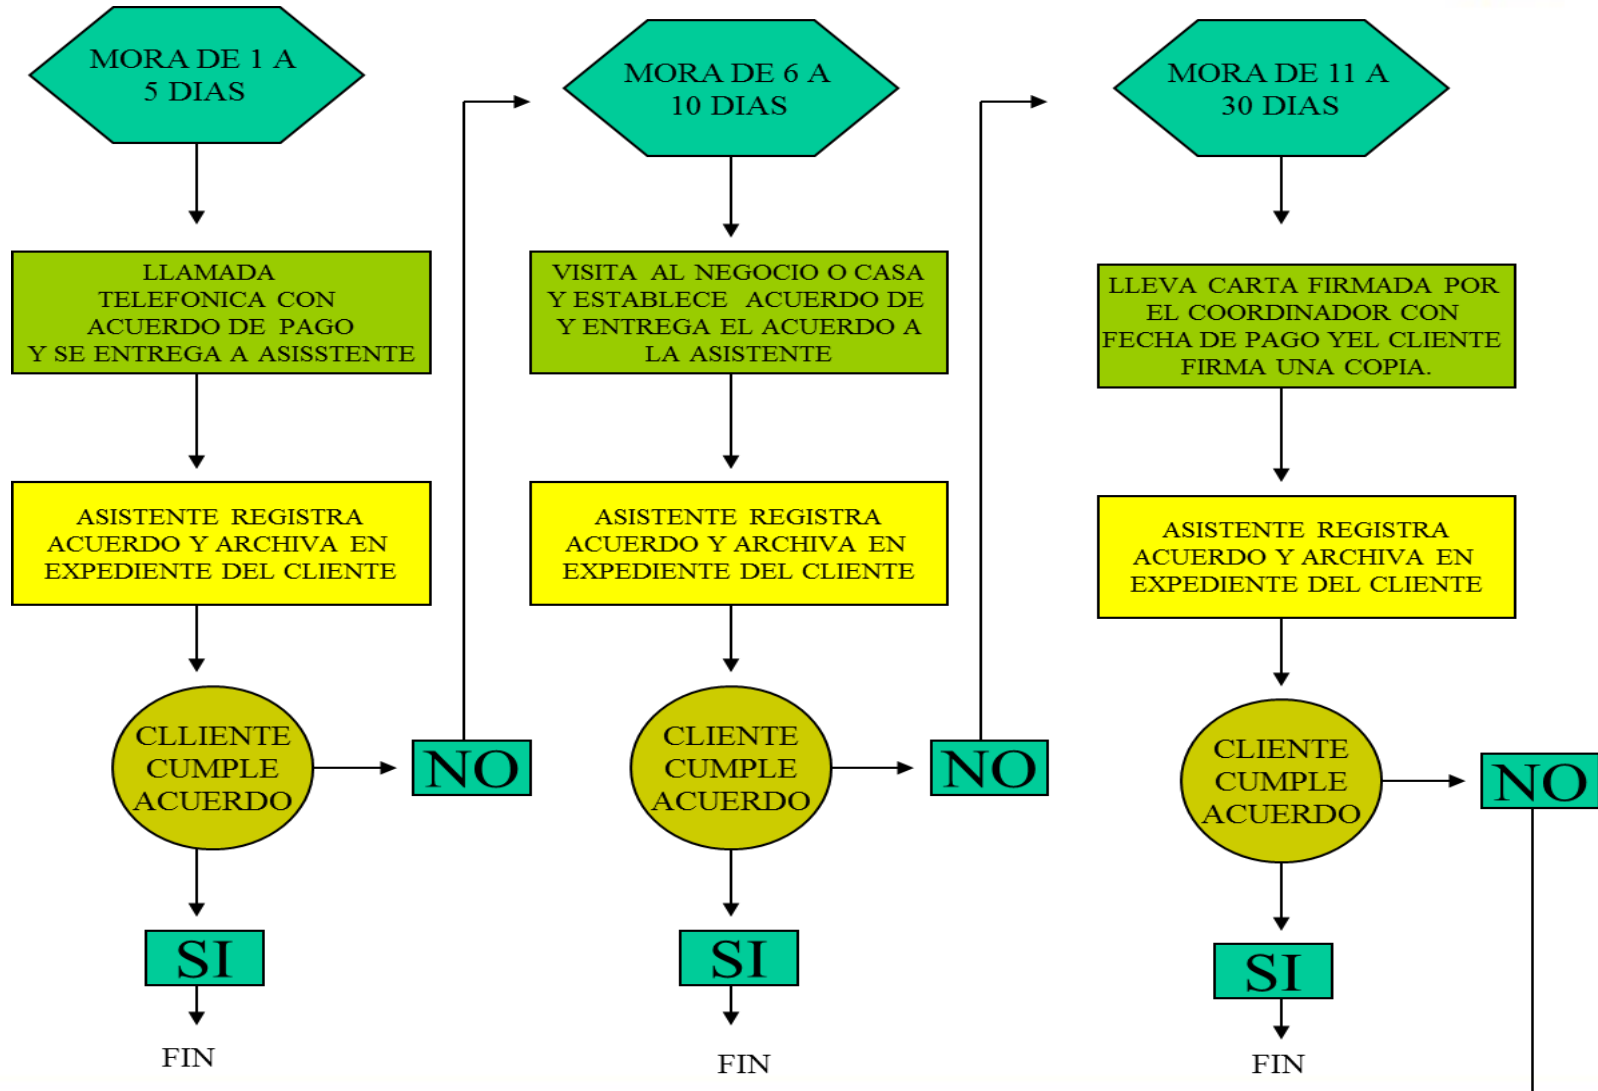 MORA DE 1 A
5 DIAS
LLAMADA
TELEFONICA CON
ACUERDO DE PAGO
Y SE ENTREGA A ASISSTENTE
ASISTENTE REGISTRA
ACUERDO Y ARCHIVA EN
EXPEDIENTE DEL CLIENTE
CLLIENTE
CUMPLE
ACUERDO
NO
SI
FIN
MORA DE 6 A
10 DIAS
VISITA AL NEGOCIO O CASA
Y ESTABLECE ACUERDO DE
Y ENTREGA EL ACUERDO A
LA ASISTENTE
ASISTENTE REGISTRA
ACUERDO Y ARCHIVA EN
EXPEDIENTE DEL CLIENTE
CLIENTE
CUMPLE
ACUERDO
NO
SI
FIN
MORA DE 11 A
30 DIAS
LLEVA CARTA FIRMADA POR
EL COORDINADOR CON
FECHA DE PAGO YEL CLIENTE
FIRMA UNA COPIA.
ASISTENTE REGISTRA
ACUERDO Y ARCHIVA EN
EXPEDIENTE DEL CLIENTE
CLIENTE
CUMPLE
ACUERDO
NO
SI
FIN